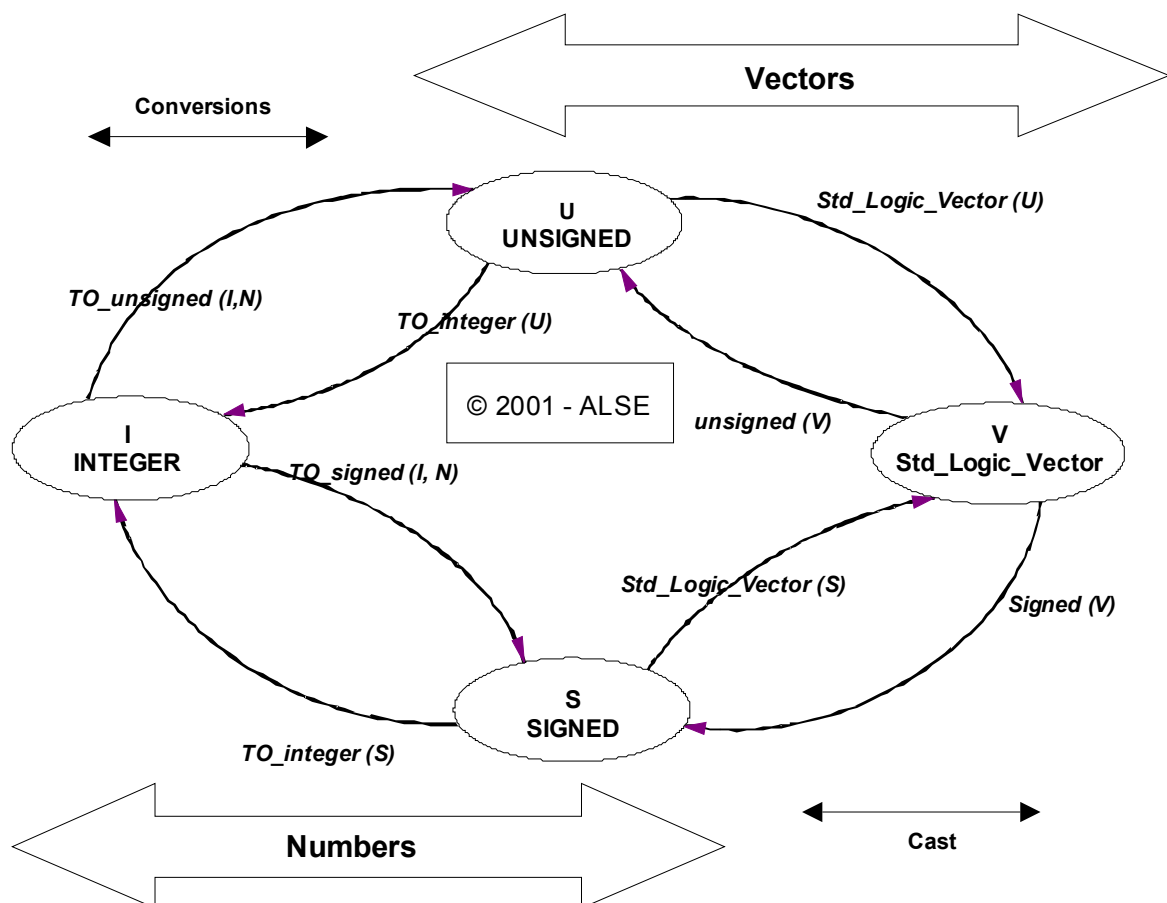 Vectors
Conversions
U
UNSIGNED
Std_Logic_Vector (U)
TO_unsigned (I,N)
TO_integer (U)
© 2001 - ALSE
unsigned (V)
I
INTEGER
V
Std_Logic_Vector
TO_signed (I, N)
Std_Logic_Vector (S)
Signed (V)
S
SIGNED
TO_integer (S)
Numbers
Cast